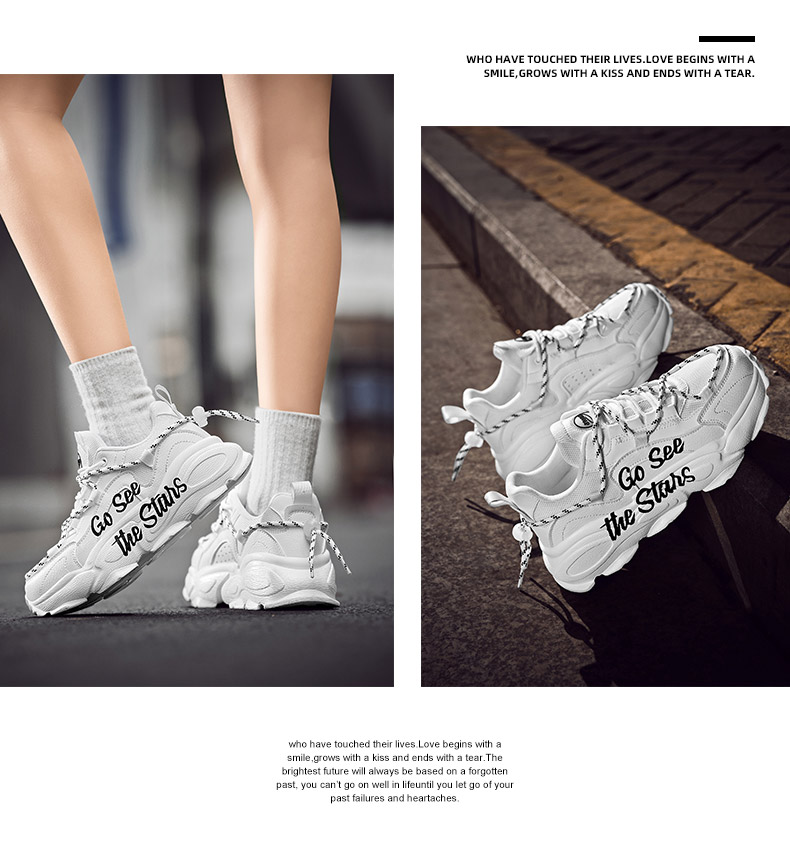 WHO HAVE TOUCHED THEIR LIVES.LOVE BEGINS WITH A
SMILE,GROWS WITH A KISS AND ENDS WITH A TEAR.
Go See
the Stars
Go See
the Stars
who have touched their lives.Love begins with a
smile,grows with a kiss and ends with a tear.The
brightest future will always be based on a forgotten
past, you can't go on well in lifeuntil you let go of your
past failures and heartaches.